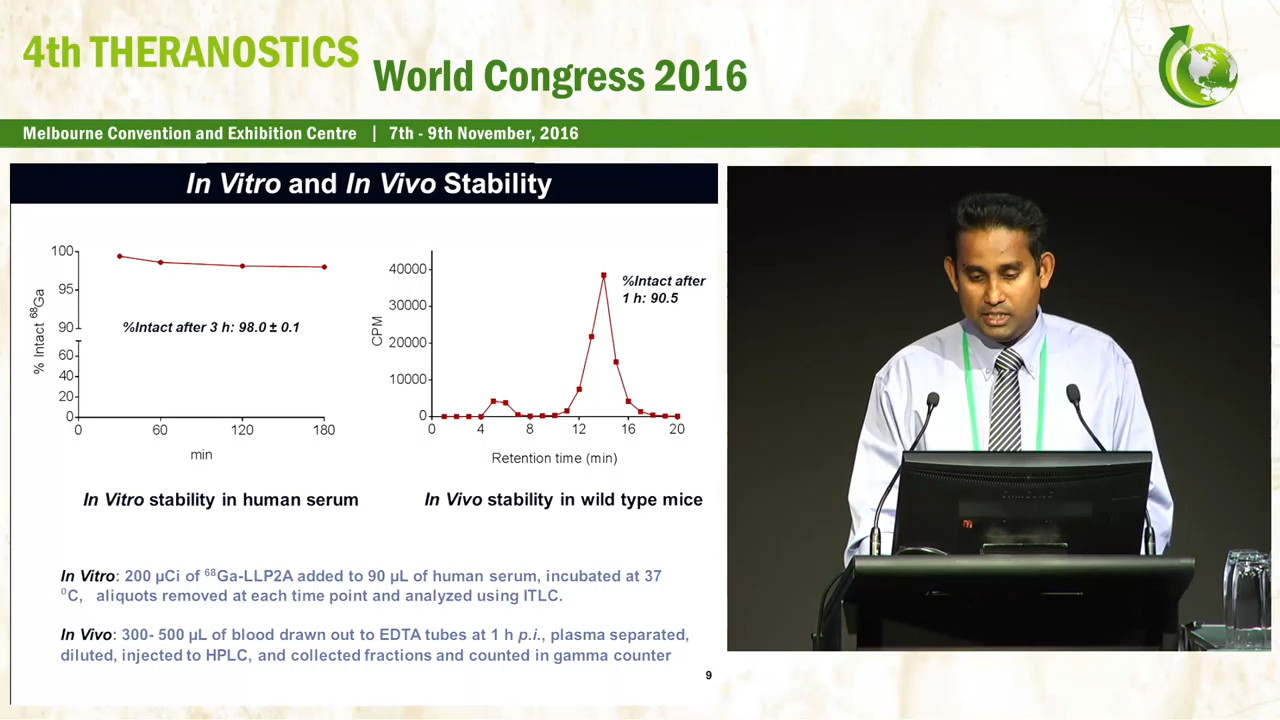 4th THERANOSTICS
World Congress 2016
Melbourne Convention and Exhibition Centre | 7th - 9th November, 2016
In Vitro and In Vivo Stability
% Intact 68Ga
100
95
90
60
40
20
0
0 60 120 180
min
%Intact after 3 h: 98.0 ± 0.1
CPM
40000
30000
20000
10000
0
0 4 8 12 16 20
Retention time (min)
%Intact after
1 h: 90.5
In Vitro stability in human serum
In Vivo stability in wild type mice
In Vitro: 200 µCi of 68Ga-LLP2A added to 90 µL of human serum, incubated at 37
0C, aliquots removed at each time point and analyzed using ITLC.
In Vivo: 300- 500 µL of blood drawn out to EDTA tubes at 1 h p.i., plasma separated,
diluted, injected to HPLC, and collected fractions and counted in gamma counter
9